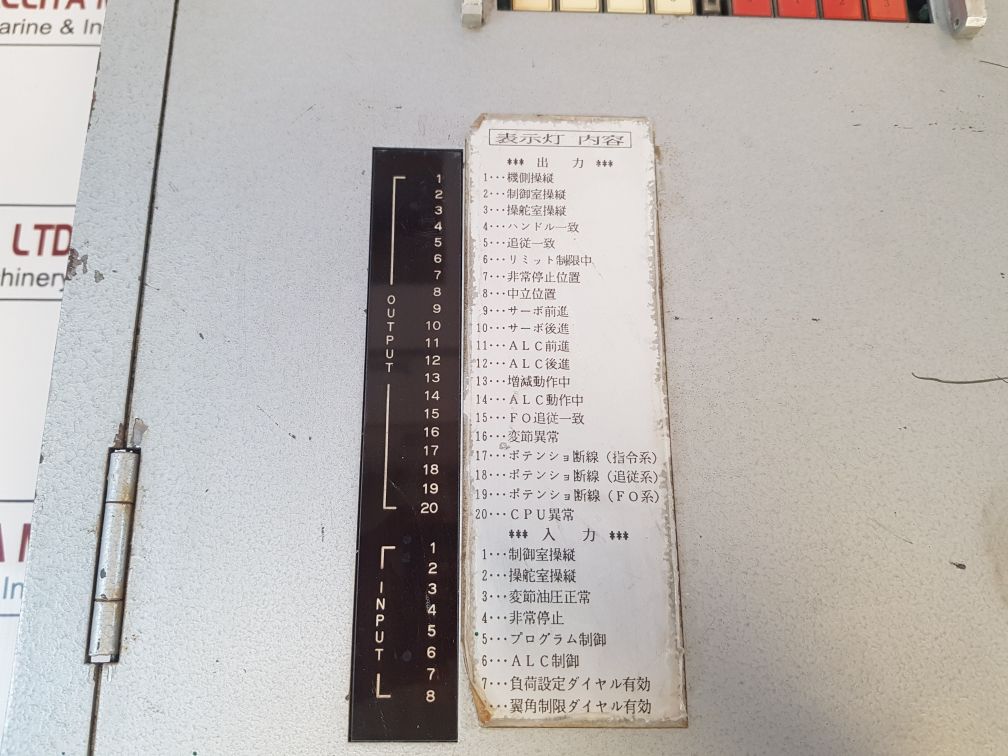 arine & In
LTD
hinery
In
OUTPUT
1
2
3
4
5
6
7
8
9
10
11
12
13
14
15
16
17
18
19
20
INPUT
1
2
3
4
5
6
7
8
表示灯 内容
*** 出 力 ***
1···機側操縦
2···制御室操縦
3···操舵室操縦
4···ハンドル一致
5···追従一致
6···リミット制限中
7···非常停止位置
8···中立位置
9···サーボ前進
10···サーボ後進
11···ALC前進
12···ALC後進
13···増減動作中
14···ALC動作中
15···FO追従一致
16···変節異常
17···ポテンショ断線(指令系)
18···ポテンショ断線(追従系)
19···ポテンショ断線(FO系)
20···CPU異常
*** 入 力 ***
1···制御室操縦
2···操舵室操縦
3···変節油圧正常
4···非常停止
5···プログラム制御
6···ALC制御
7···負荷設定ダイヤル有効
···翼角制限ダイヤル有効